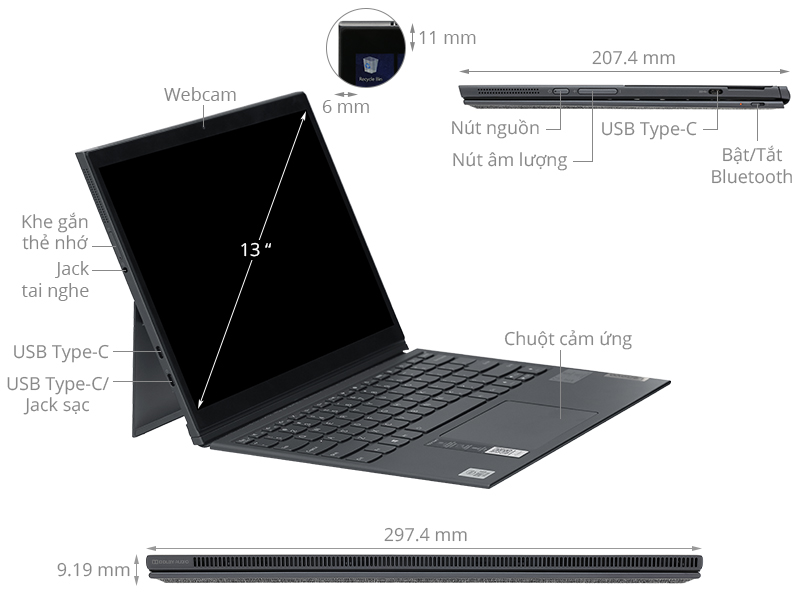 11 mm
6 mm
Recycle Bin
207.4 mm
Webcam
Nút nguồn
USB Type-C
Nút âm lượng
Bật/Tắt
Bluetooth
Khe gắn
thẻ nhớ
Jack
tai nghe
13 “
USB Type-C
USB Type-C/
Jack sạc
Chuột cảm ứng
297.4 mm
9.19 mm